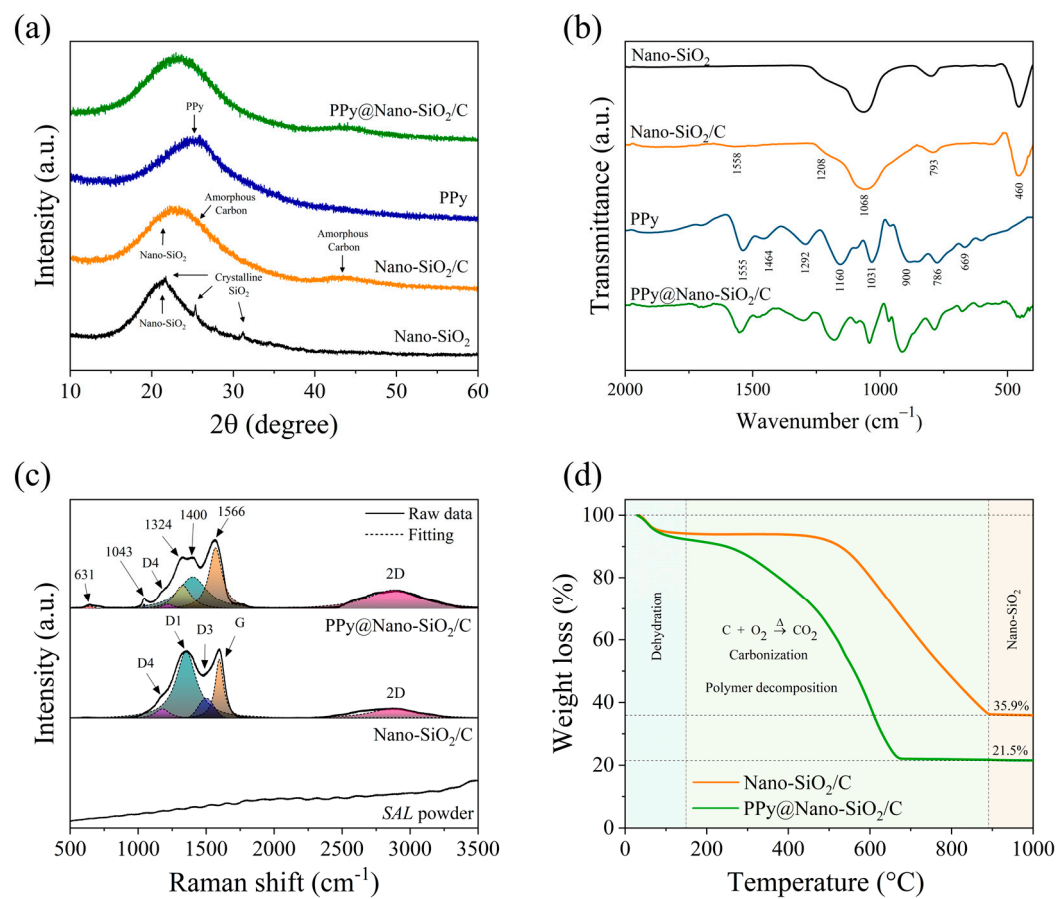 (a)
Intensity (a.u.)
PPy@Nano-SiO₂/C
PPy
PPy
Amorphous
Carbon
Amorphous
Carbon
Nano-SiO₂
Nano-SiO₂/C
Crystalline
SiO₂
Nano-SiO₂
Nano-SiO₂
10 20 30 40 50 60
2θ (degree)
(b)
Transmittance (a.u.)
Nano-SiO₂
Nano-SiO₂/C
1558 1208 1068 793 460
PPy
1555 1464 1292 1160 1031 900 786 669
PPy@Nano-SiO₂/C
2000 1500 1000 500
Wavenumber (cm⁻¹)
(c)
Intensity (a.u.)
Raw data
Fitting
631 1043 D4 1324 1400 1566
2D
PPy@Nano-SiO₂/C
D4 D1 D3 G
2D
Nano-SiO₂/C
SAL powder
500 1000 1500 2000 2500 3000 3500
Raman shift (cm⁻¹)
(d)
Weight loss (%)
100
80
60
40
20
0
Dehydration
C + O₂ →^Δ CO₂
Carbonization
Polymer decomposition
Nano-SiO₂
35.9%
21.5%
Nano-SiO₂/C
PPy@Nano-SiO₂/C
0 200 400 600 800 1000
Temperature (°C)